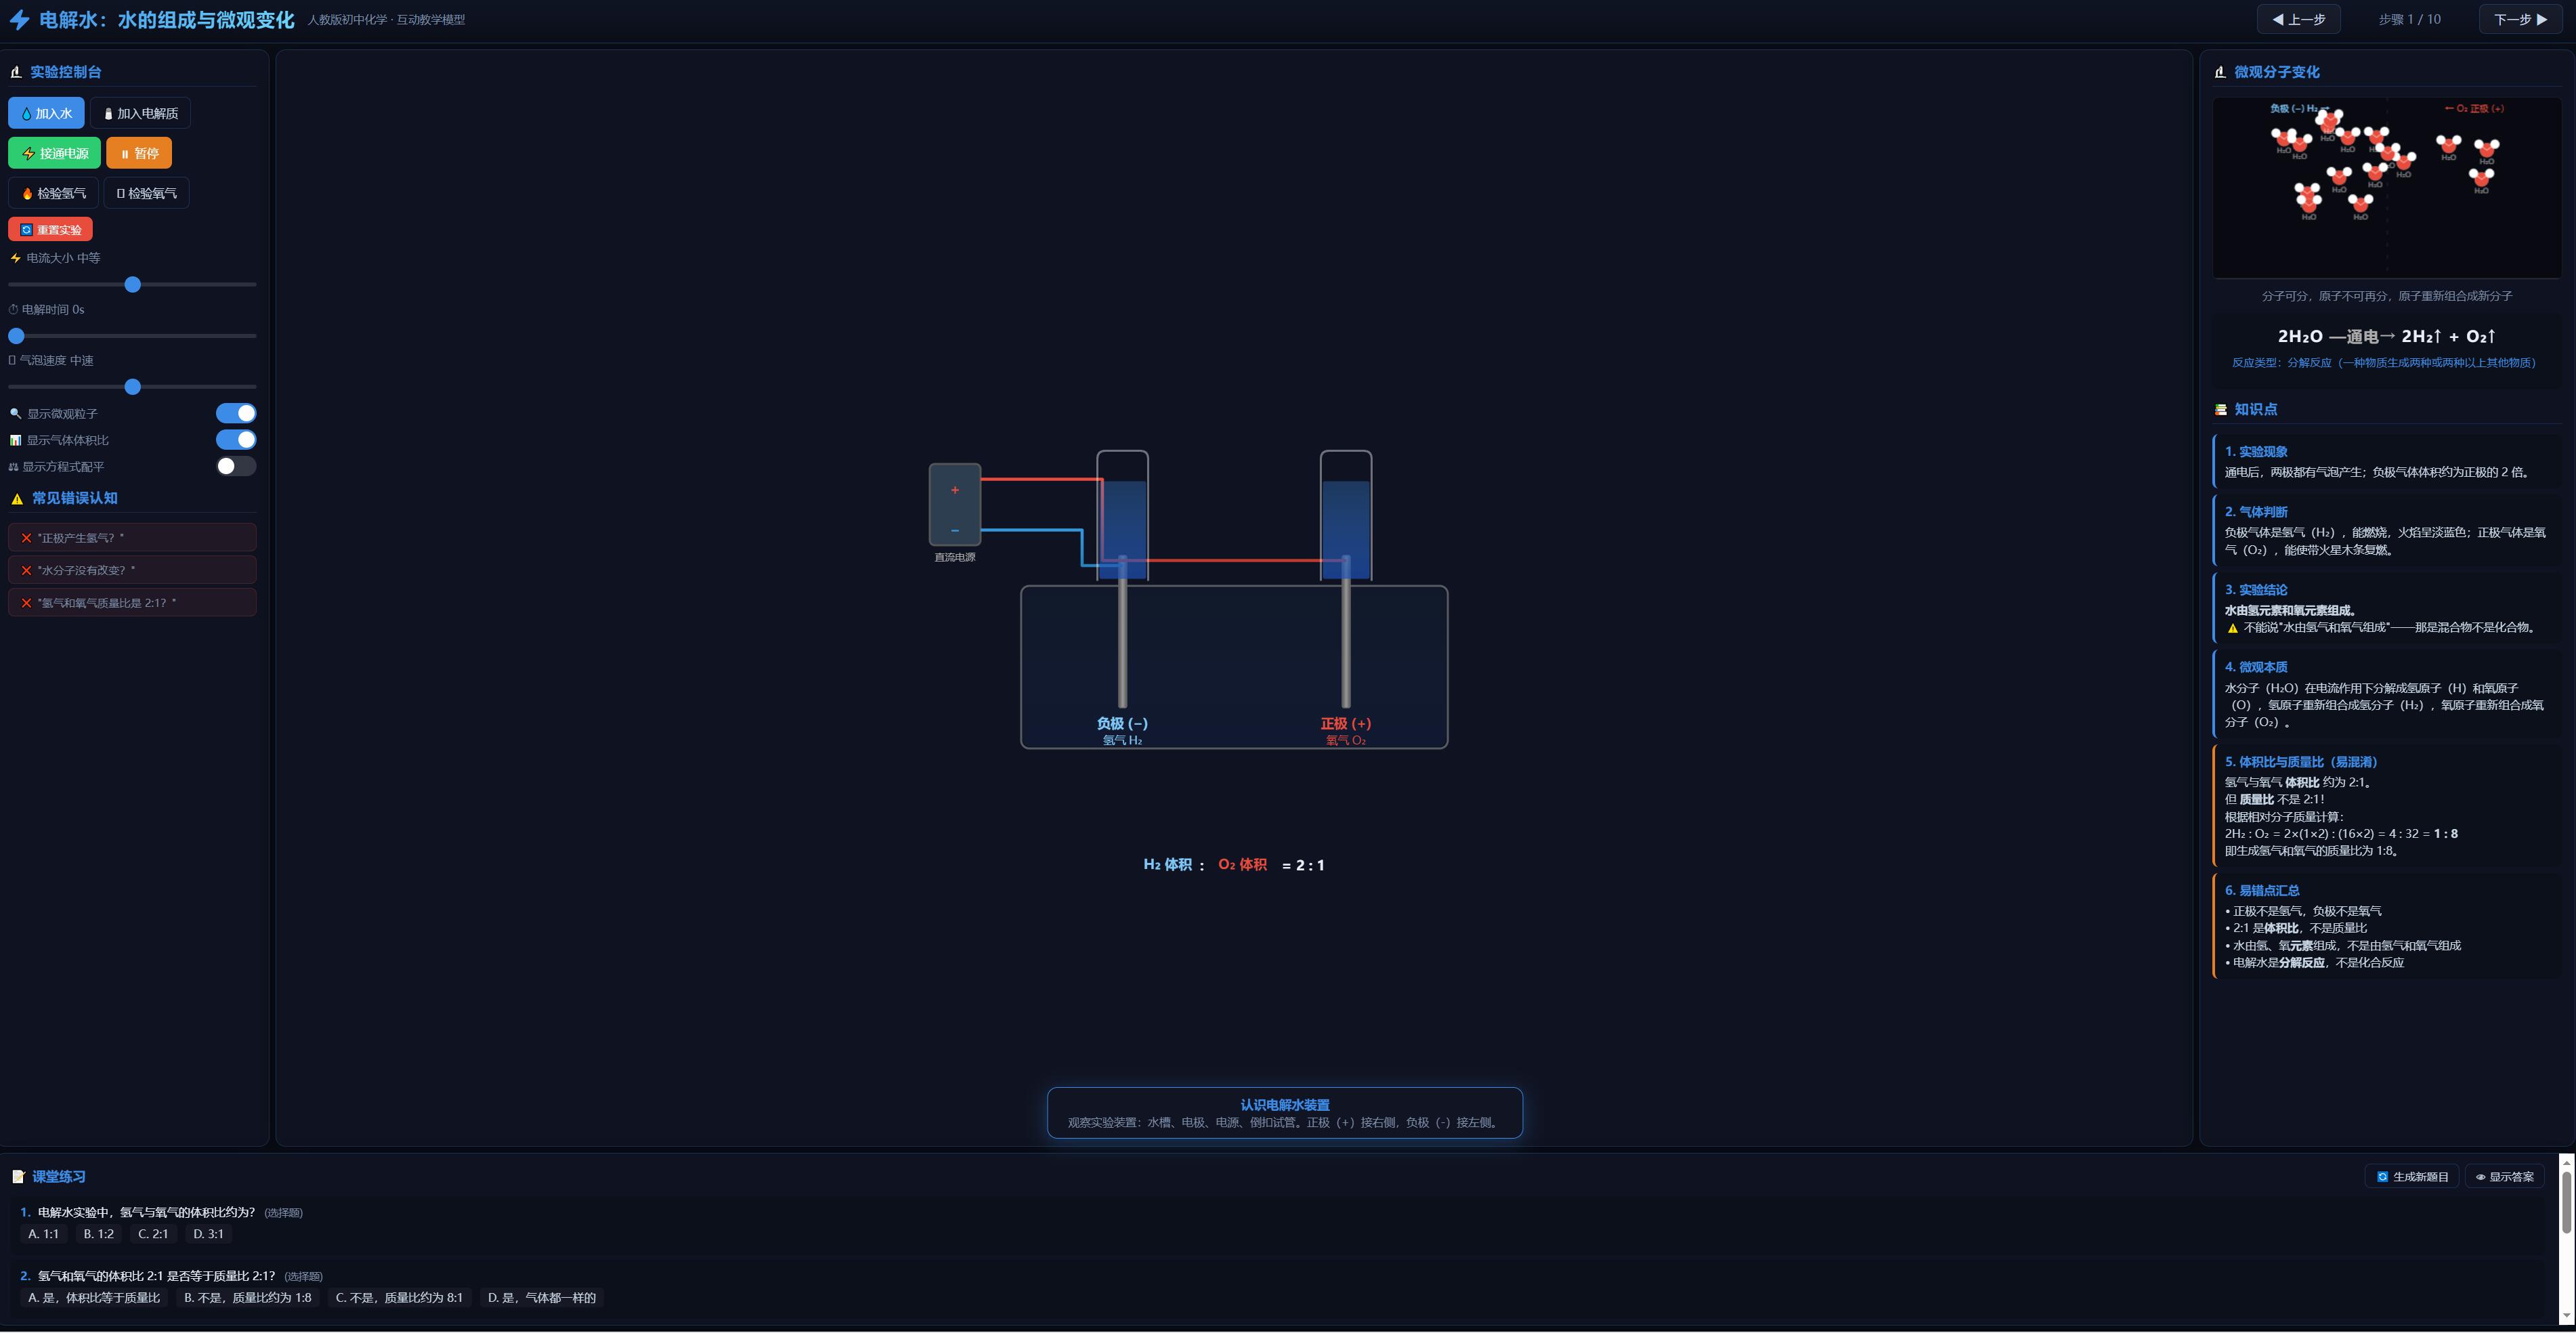 ⚡ 电解水：水的组成与微观变化 人教版初中化学 · 互动教学模型
◀ 上一步 步骤 1 / 10 下一步 ▶
实验控制台
加入水 加入电解质
接通电源 暂停
检验氢气 检验氧气
重置实验
电流大小 中等
电解时间 0s
气泡速度 中速
显示微观粒子
显示气体体积比
显示方程式配平
常见错误认知
❌ "正极产生氢气？"
❌ "水分子没有改变？"
❌ "氢气和氧气质量比是 2:1？"
+
−
直流电源
负极 (−)
氢气 H₂
正极 (+)
氧气 O₂
H₂ 体积 : O₂ 体积 = 2 : 1
认识电解水装置
观察实验装置：水槽、电极、电源、倒扣试管。正极（+）接右侧，负极（-）接左侧。
微观分子变化
负极 (−) H₂ → ← O₂ 正极 (+)
H₂O
H₂O
H₂O
H₂O
H₂O
H₂O
H₂O
H₂O
H₂O
H₂O
H₂O
H₂O
H₂O
分子可分，原子不可再分，原子重新组合成新分子
2H₂O —通电→ 2H₂↑ + O₂↑
反应类型：分解反应（一种物质生成两种或两种以上其他物质）
知识点
1. 实验现象
通电后，两极都有气泡产生；负极气体体积约为正极的 2 倍。
2. 气体判断
负极气体是氢气（H₂），能燃烧，火焰呈淡蓝色；正极气体是氧
气（O₂），能使带火星木条复燃。
3. 实验结论
水由氢元素和氧元素组成。
⚠ 不能说"水由氢气和氧气组成"——那是混合物不是化合物。
4. 微观本质
水分子（H₂O）在电流作用下分解成氢原子（H）和氧原子
（O），氢原子重新组合成氢分子（H₂），氧原子重新组合成氧
分子（O₂）。
5. 体积比与质量比（易混淆）
氢气与氧气 体积比 约为 2:1。
但 质量比 不是 2:1！
根据相对分子质量计算：
2H₂ : O₂ = 2×(1×2) : (16×2) = 4 : 32 = 1 : 8
即生成氢气和氧气的质量比为 1:8。
6. 易错点汇总
• 正极不是氢气，负极不是氧气
• 2:1 是体积比，不是质量比
• 水由氢、氧元素组成，不是由氢气和氧气组成
• 电解水是分解反应，不是化合反应
课堂练习 生成新题目 显示答案
1. 电解水实验中，氢气与氧气的体积比约为？ (选择题)
A. 1:1 B. 1:2 C. 2:1 D. 3:1
2. 氢气和氧气的体积比 2:1 是否等于质量比 2:1？ (选择题)
A. 是，体积比等于质量比 B. 不是，质量比约为 1:8 C. 不是，质量比约为 8:1 D. 是，气体都一样的